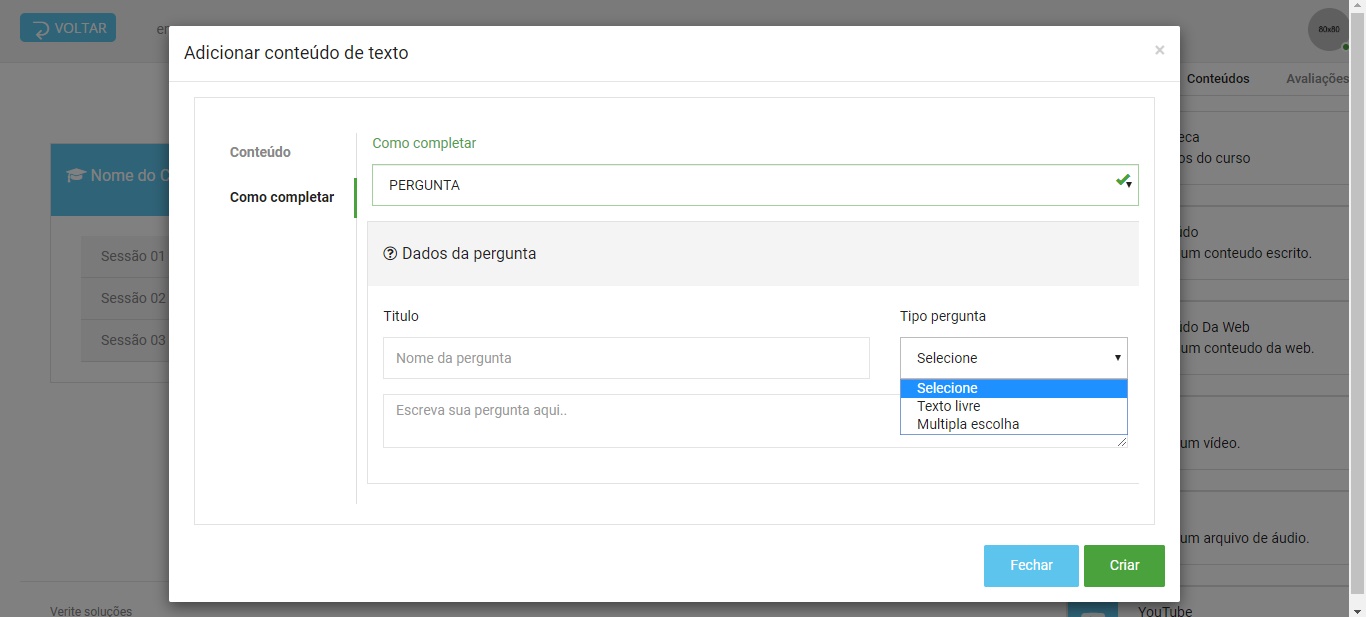 VOLTAR
80x80
Adicionar conteúdo de texto
×
Conteúdos
Avaliações
Conteúdo
Como completar
Como completar
PERGUNTA
Dados da pergunta
Titulo
Tipo pergunta
Nome da pergunta
Selecione
Selecione
Texto livre
Multipla escolha
Escreva sua pergunta aqui..
Fechar
Criar
Nome do C
Sessão 01
Sessão 02
Sessão 03
Verite soluções
eca
os do curso
údo
um conteudo escrito.
údo Da Web
um conteudo da web.
um vídeo.
um arquivo de áudio.
YouTube